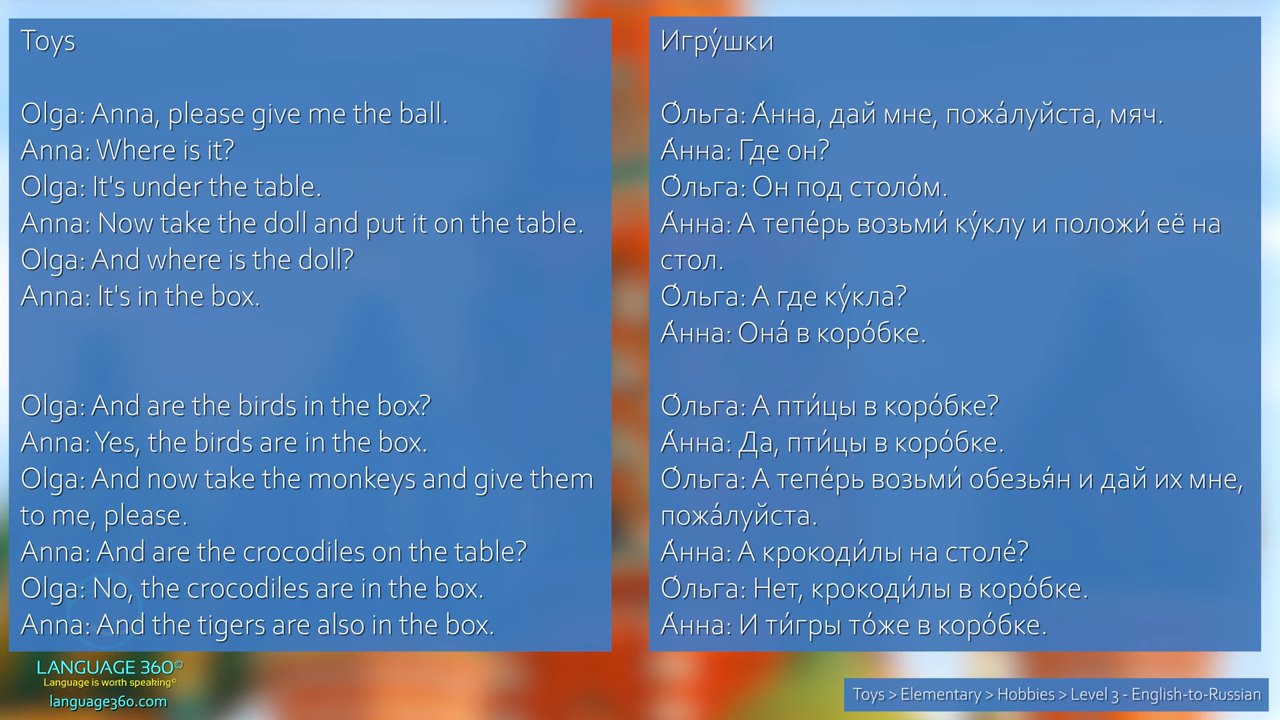 Toys
Olga: Anna, please give me the ball.
Anna: Where is it?
Olga: It's under the table.
Anna: Now take the doll and put it on the table.
Olga: And where is the doll?
Anna: It's in the box.
Olga: And are the birds in the box?
Anna: Yes, the birds are in the box.
Olga: And now take the monkeys and give them
to me, please.
Anna: And are the crocodiles on the table?
Olga: No, the crocodiles are in the box.
Anna: And the tigers are also in the box.
Игру́шки
О́льга: А́нна, дай мне, пожа́луйста, мяч.
А́нна: Где он?
О́льга: Он под столо́м.
А́нна: А тепе́рь возьми́ ку́клу и положи́ её на
стол.
О́льга: А где ку́кла?
А́нна: Она́ в коро́бке.
О́льга: А пти́цы в коро́бке?
А́нна: Да, пти́цы в коро́бке.
О́льга: А тепе́рь возьми́ обезья́н и дай их мне,
пожа́луйста.
А́нна: А крокоди́лы на столе́?
О́льга: Нет, крокоди́лы в коро́бке.
А́нна: И ти́гры то́же в коро́бке.
LANGUAGE 360©
Language is worth speaking©
language360.com
Toys > Elementary > Hobbies > Level 3 - English-to-Russian